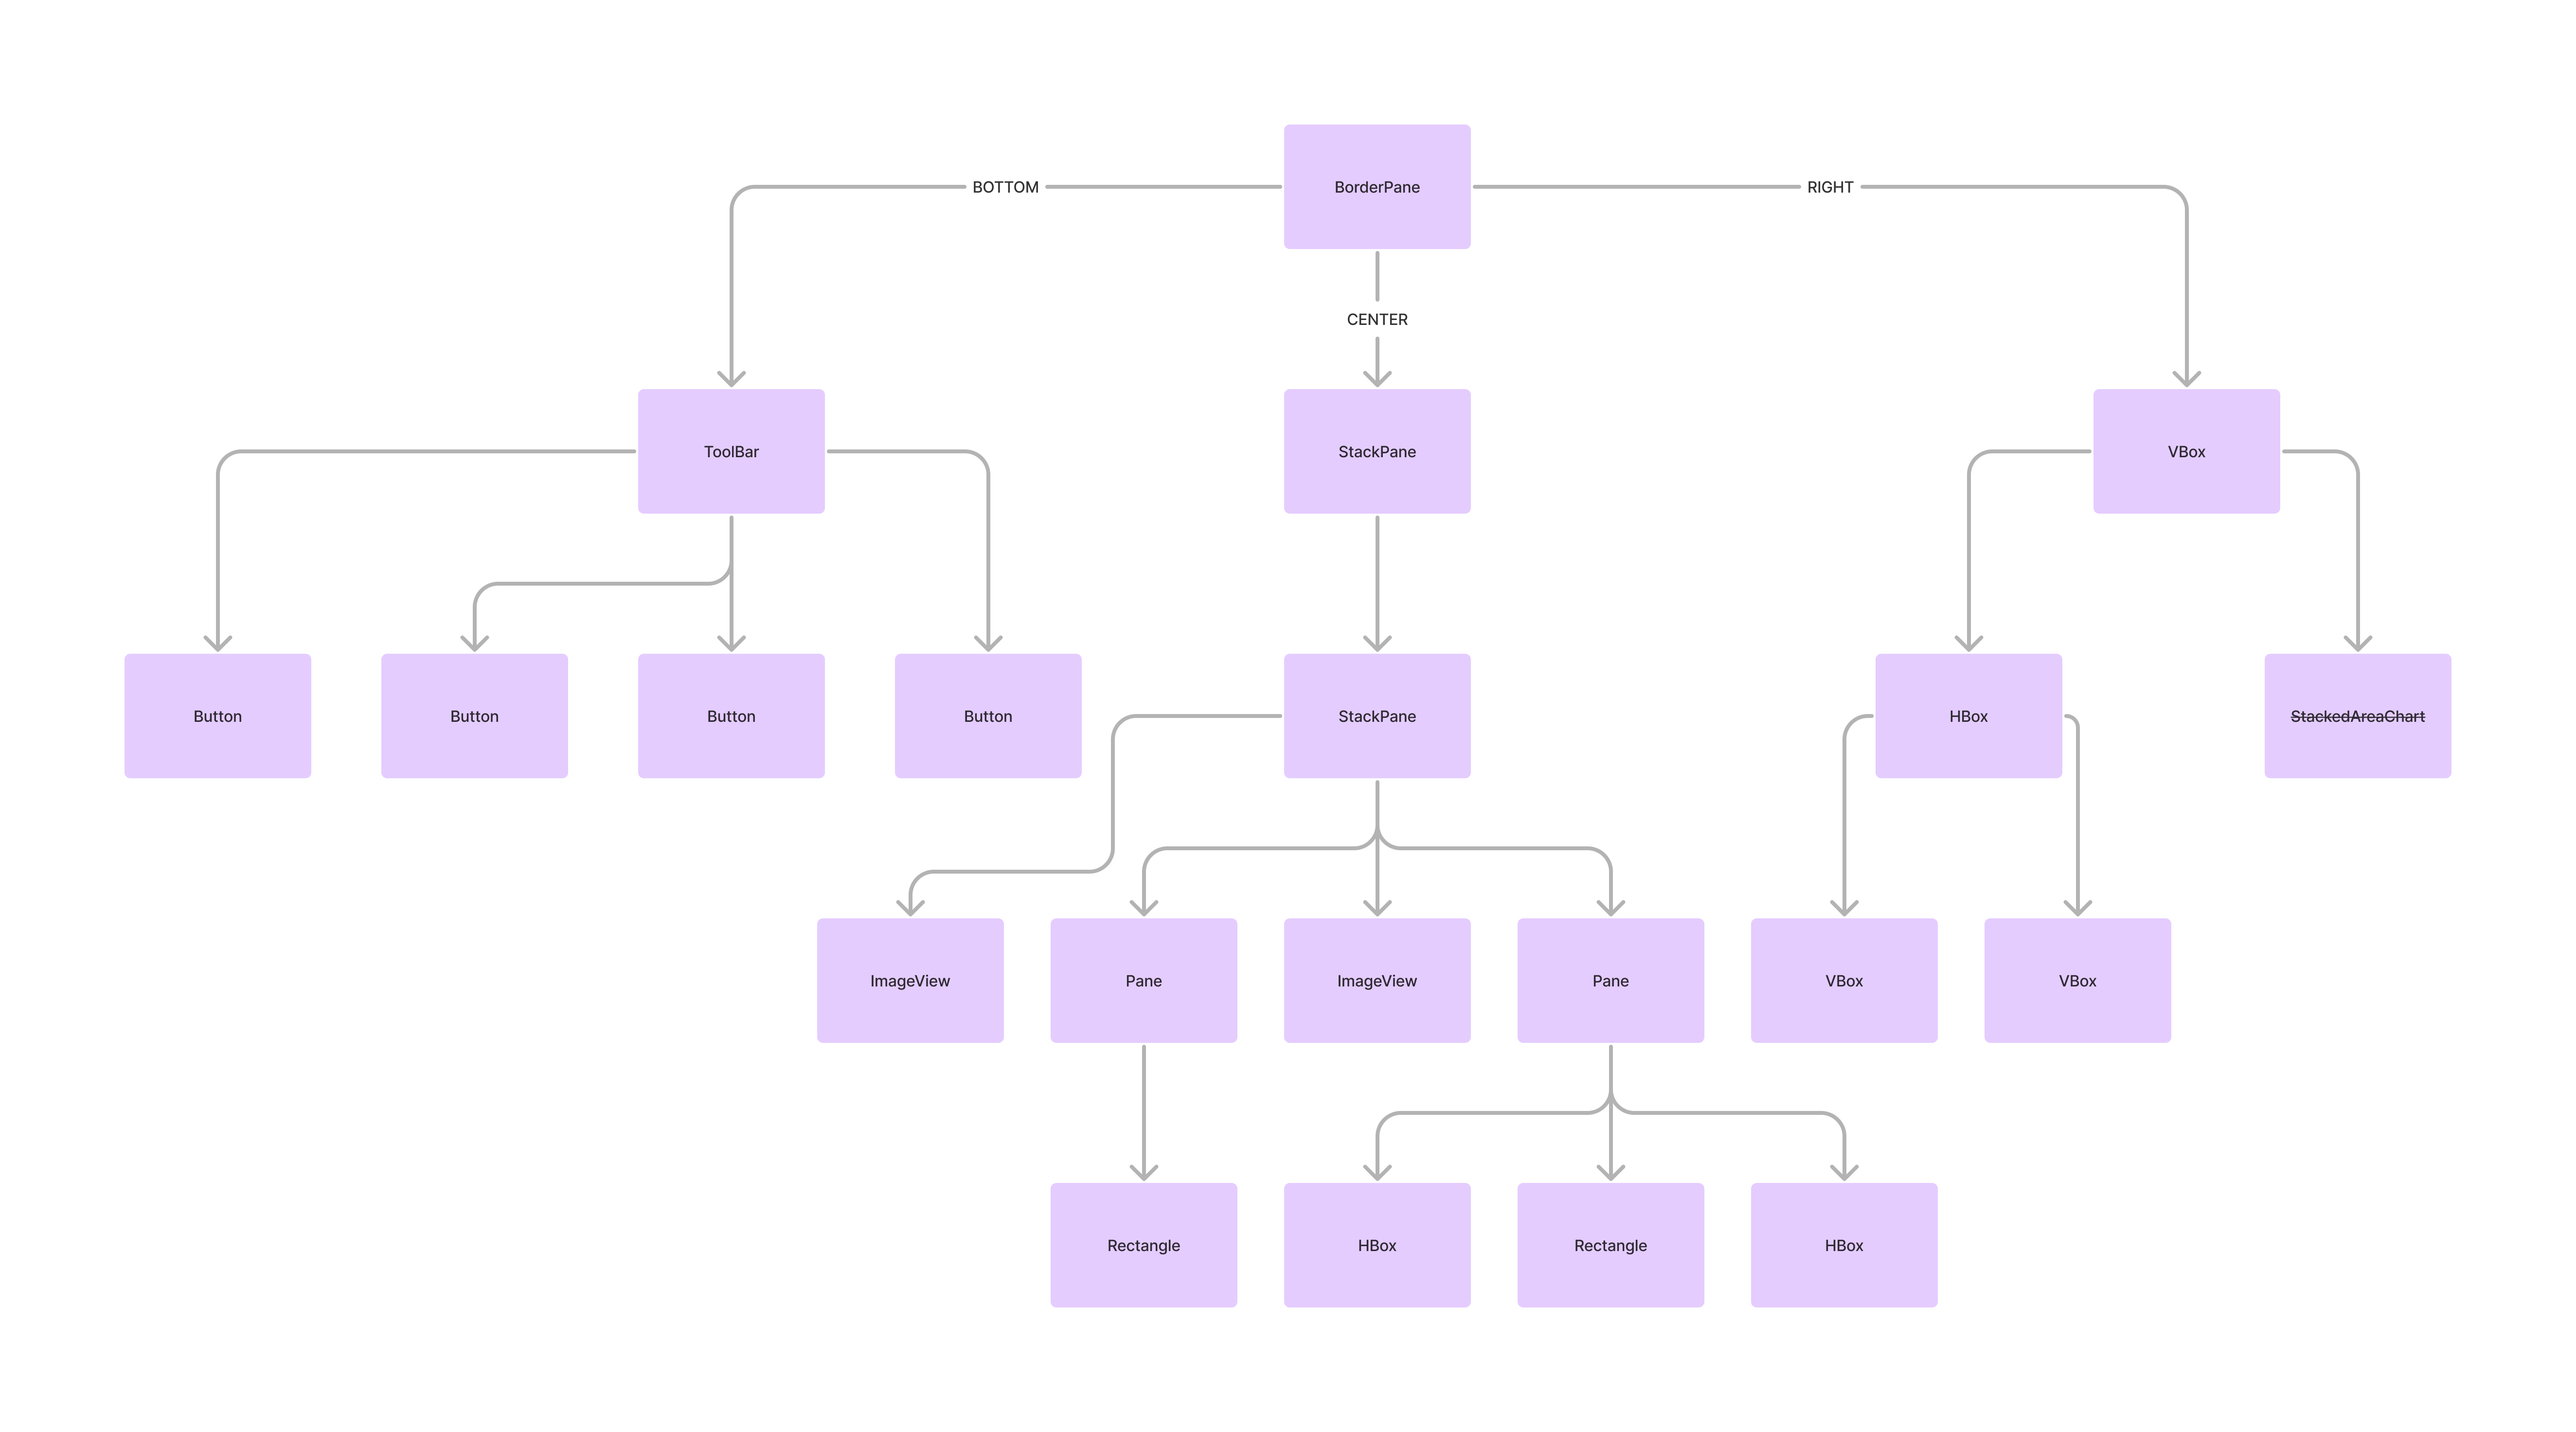 BorderPane
BOTTOM
RIGHT
CENTER
ToolBar
StackPane
VBox
Button
Button
Button
Button
StackPane
HBox
StackedAreaChart
ImageView
Pane
ImageView
Pane
VBox
VBox
Rectangle
HBox
Rectangle
HBox